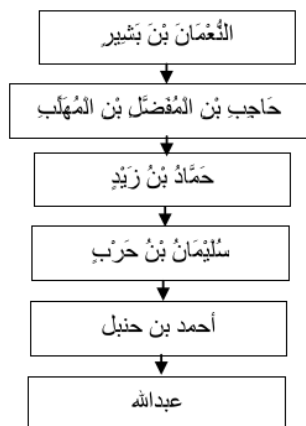 النُّعْمَانَ بْنَ بَشِيرٍ
حَاجِبِ بْنِ الْمُفَضَّلِ بْنِ الْمُهَلَّبِ
حَمَّادُ بْنُ زَيْدٍ
سُلَيْمَانُ بْنُ حَرْبٍ
أحمد بن حنبل
عبدالله